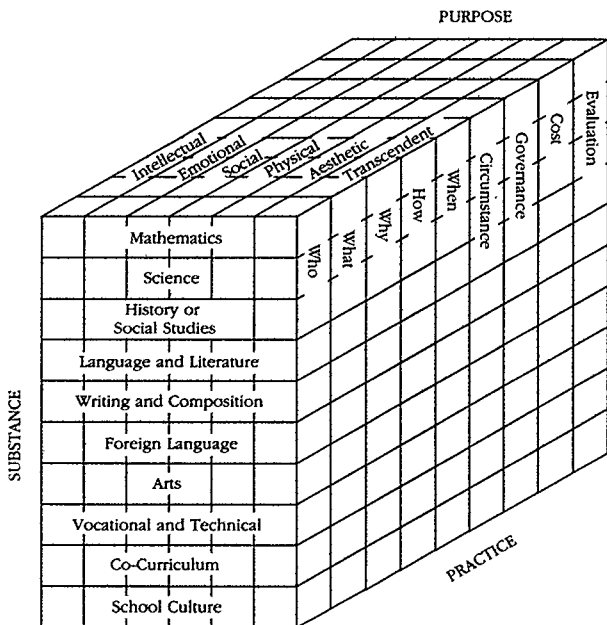 PURPOSE
Intellectual
Emotional
Social
Physical
Aesthetic
Transcendent
Who
What
Why
How
When
Circumstance
Governance
Cost
Evaluation
SUBSTANCE
Mathematics
Science
History or
Social Studies
Language and Literature
Writing and Composition
Foreign Language
Arts
Vocational and Technical
Co-Curriculum
School Culture
PRACTICE